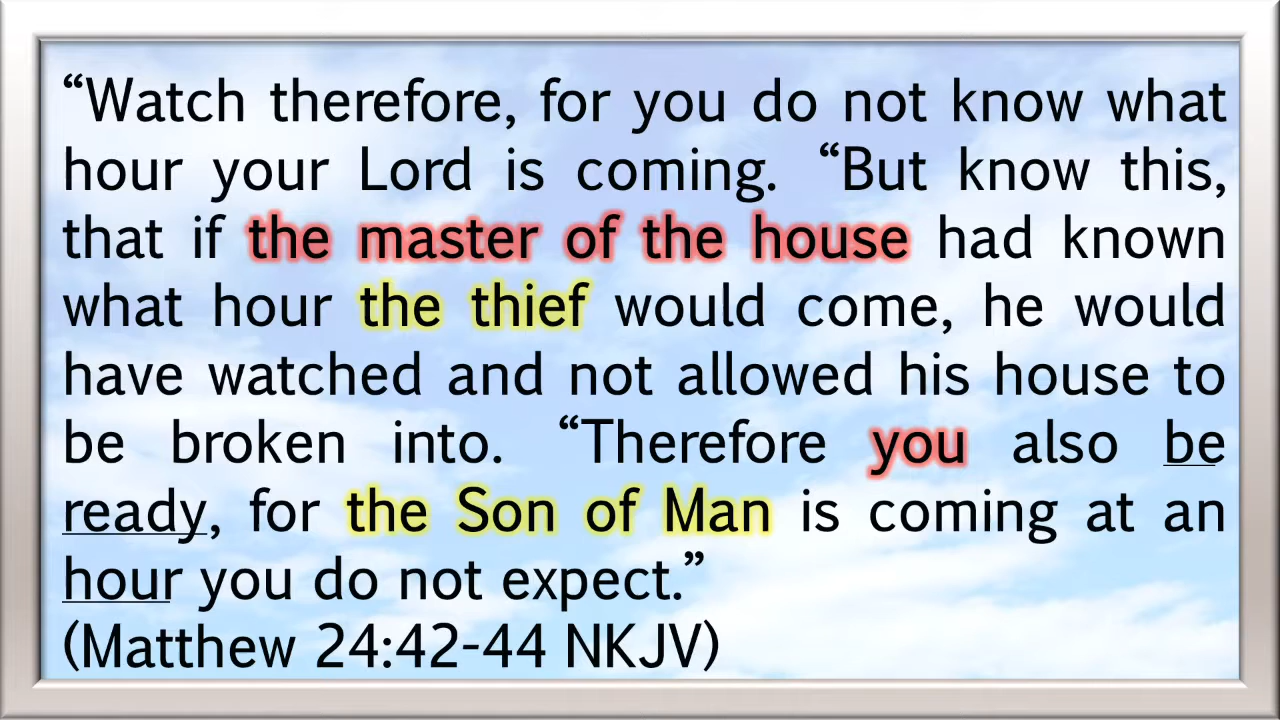 “Watch therefore, for you do not know what
hour your Lord is coming. “But know this,
that if the master of the house had known
what hour the thief would come, he would
have watched and not allowed his house to
be broken into. “Therefore you also be
ready, for the Son of Man is coming at an
hour you do not expect.”
(Matthew 24:42-44 NKJV)